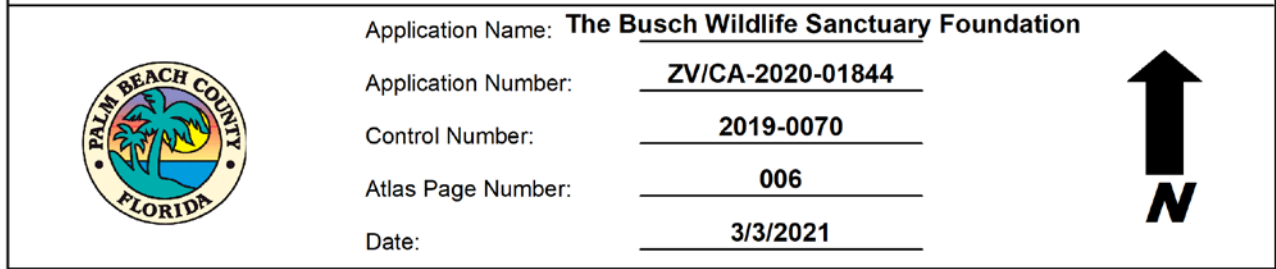 Application Name: The Busch Wildlife Sanctuary Foundation
Application Number: ZV/CA-2020-01844
Control Number: 2019-0070
Atlas Page Number: 006
Date: 3/3/2021
PALM BEACH COUNTY
FLORIDA
N